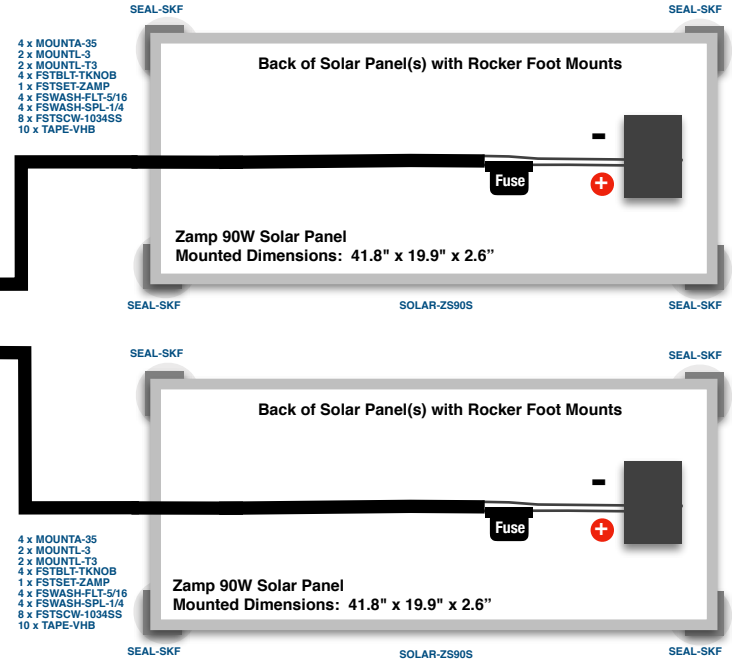 SEAL-SKF
SEAL-SKF
4 x MOUNTA-35
2 x MOUNTL-3
2 x MOUNTL-T3
4 x FSTBLT-TKNOB
1 x FSTSET-ZAMP
4 x FSWASH-FLT-5/16
4 x FSWASH-SPL-1/4
8 x FSTSCW-1034SS
10 x TAPE-VHB
Back of Solar Panel(s) with Rocker Foot Mounts
-
Fuse
+
Zamp 90W Solar Panel
Mounted Dimensions:  41.8" x 19.9" x 2.6”
SEAL-SKF
SOLAR-ZS90S
SEAL-SKF
SEAL-SKF
SEAL-SKF
Back of Solar Panel(s) with Rocker Foot Mounts
-
Fuse
+
4 x MOUNTA-35
2 x MOUNTL-3
2 x MOUNTL-T3
4 x FSTBLT-TKNOB
1 x FSTSET-ZAMP
4 x FSWASH-FLT-5/16
4 x FSWASH-SPL-1/4
8 x FSTSCW-1034SS
10 x TAPE-VHB
Zamp 90W Solar Panel
Mounted Dimensions:  41.8" x 19.9" x 2.6”
SEAL-SKF
SOLAR-ZS90S
SEAL-SKF